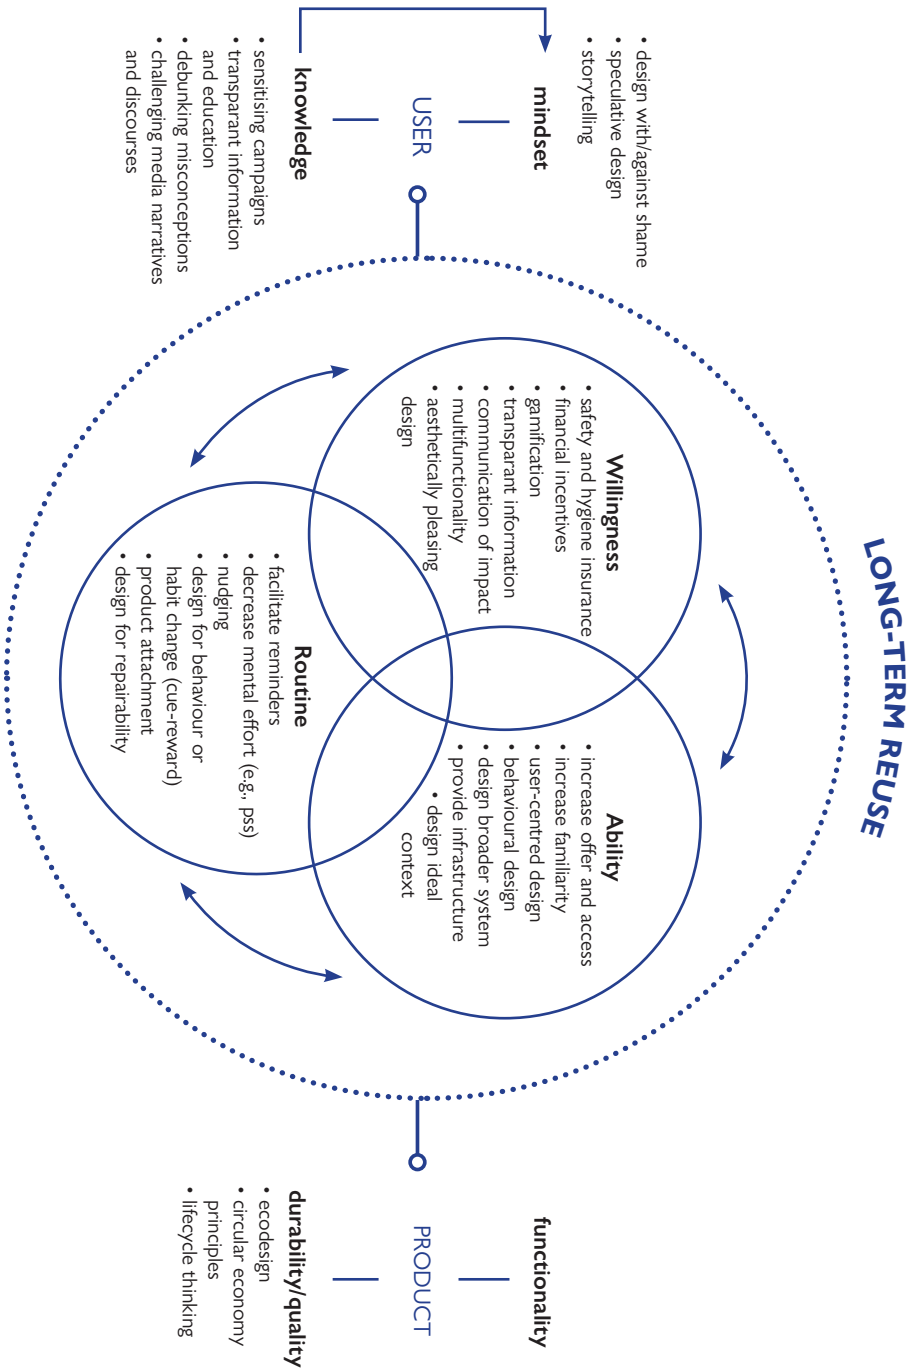 LONG-TERM REUSE
• design with/against shame
• speculative design
• storytelling
mindset
USER
knowledge
• sensitising campaigns
• transparant information
and education
• debunking misconceptions
• challenging media narratives
and discourses
Willingness
• safety and hygiene insurance
• financial incentives
• gamification
• transparant information
• communication of impact
• multifunctionality
• aesthetically pleasing
design
Ability
• increase offer and access
• increase familiarity
• user-centred design
• behavioural design
• design broader system
• provide infrastructure
• design ideal
context
Routine
• facilitate reminders
• decrease mental effort (e.g., pss)
• nudging
• design for behaviour or
habit change (cue-reward)
• product attachment
• design for repairability
functionality
PRODUCT
durability/quality
• ecodesign
• circular economy
principles
• lifecycle thinking